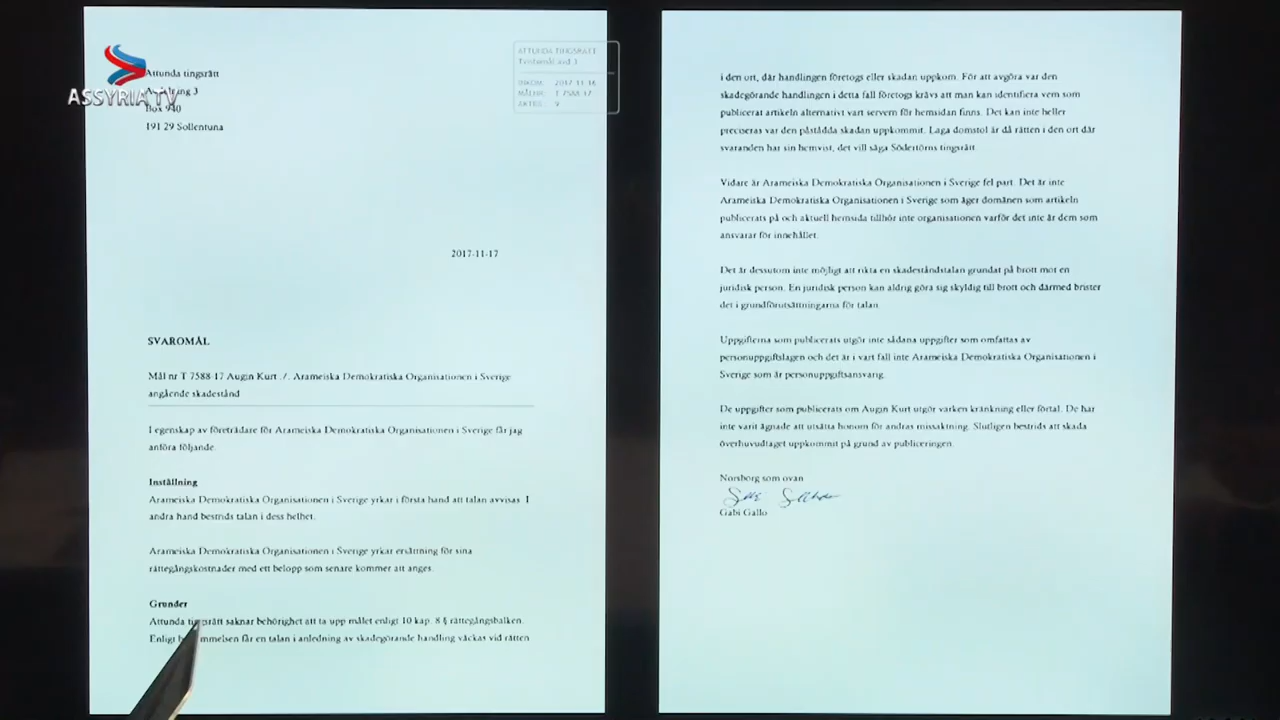 ASSYRIA TV
Attunda tingsrätt
Box 940
191 29 Sollentuna
ATTUNDA TINGSRÄTT
INKOM: 2017-11-16
MÅLNR: T 7588-17
AKTBIL: 9
2017-11-17
SVAROMÅL
Mål nr T 7588-17 Augin Kurt ./. Arameiska Demokratiska Organisationen i Sverige
angående skadestånd
I egenskap av företrädare för Arameiska Demokratiska Organisationen i Sverige får jag
anföra följande.
Inställning
Arameiska Demokratiska Organisationen i Sverige yrkar i första hand att talan avvisas. I
andra hand bestrids talan i dess helhet.
Arameiska Demokratiska Organisationen i Sverige yrkar ersättning för sina
rättegångskostnader med ett belopp som senare kommer att anges.
Grunder
Attunda tingsrätt saknar behörighet att ta upp målet enligt 10 kap. 8 § rättegångsbalken.
Enligt bestämmelsen får en talan i anledning av skadegörande handling väckas vid rätten
i den ort, där handlingen företogs eller skadan uppkom. För att avgöra var den
skadegörande handlingen i detta fall företogs krävs att man kan identifiera vem som
publicerat artikeln alternativt vart servern för hemsidan finns. Det kan inte heller
preciseras var den påstådda skadan uppkommit. Laga domstol är då rätten i den ort där
svaranden har sin hemvist, det vill säga Södertörns tingsrätt.
Vidare är Arameiska Demokratiska Organisationen i Sverige fel part. Det är inte
Arameiska Demokratiska Organisationen i Sverige som äger domänen som artikeln
publicerats på och aktuell hemsida tillhör inte organisationen varför det inte är dem som
ansvarar för innehållet.
Det är dessutom inte möjligt att rikta en skadeståndstalan grundat på brott mot en
juridisk person. En juridisk person kan aldrig göra sig skyldig till brott och därmed brister
det i grundförutsättningarna för talan.
Uppgifterna som publicerats utgör inte sådana uppgifter som omfattas av
personuppgiftslagen och det är i vart fall inte Arameiska Demokratiska Organisationen i
Sverige som är personuppgiftsansvarig.
De uppgifter som publicerats om Augin Kurt utgör varken kränkning eller förtal. De har
inte varit ägnade att utsätta honom för andras missaktning. Slutligen bestrids att skada
överhuvudtaget uppkommit på grund av publiceringen.
Norsborg som ovan
Gabi Gallo